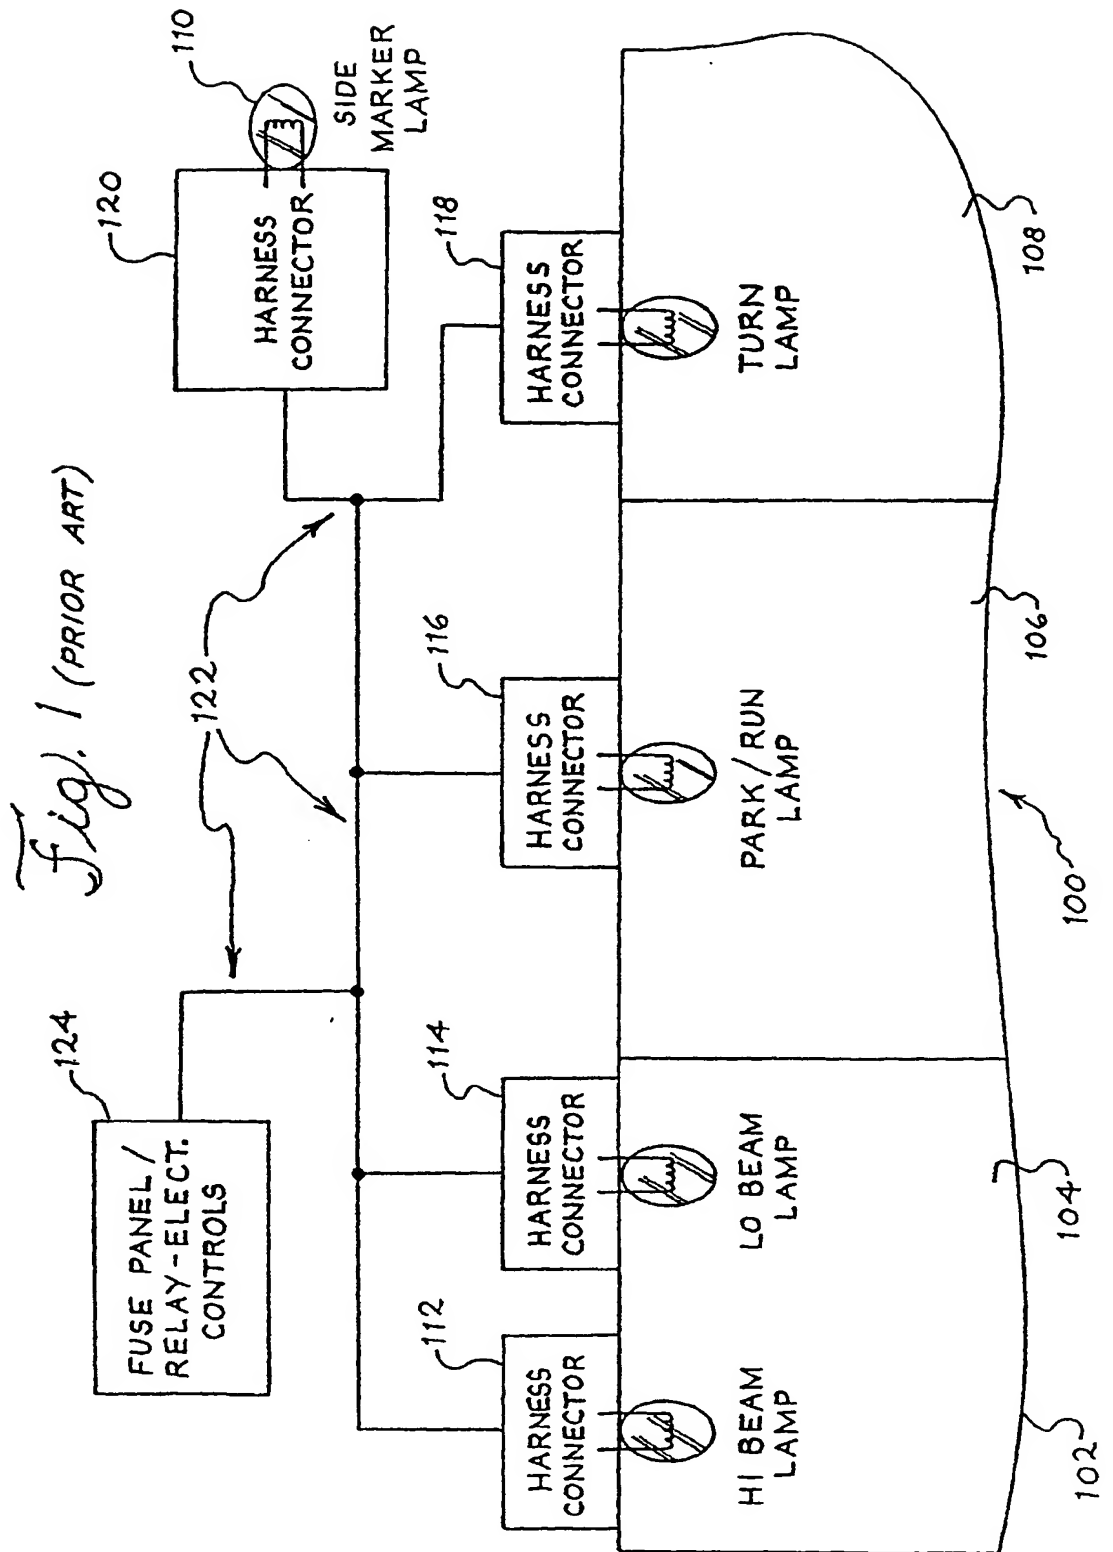 Fig. 1 (PRIOR ART)
124
FUSE PANEL /
RELAY-ELECT.
CONTROLS
122
120
HARNESS
CONNECTOR
110
SIDE
MARKER
LAMP
112
HARNESS
CONNECTOR
114
HARNESS
CONNECTOR
116
HARNESS
CONNECTOR
118
HARNESS
CONNECTOR
HI BEAM
LAMP
LO BEAM
LAMP
PARK / RUN
LAMP
TURN
LAMP
102
104
100
106
108